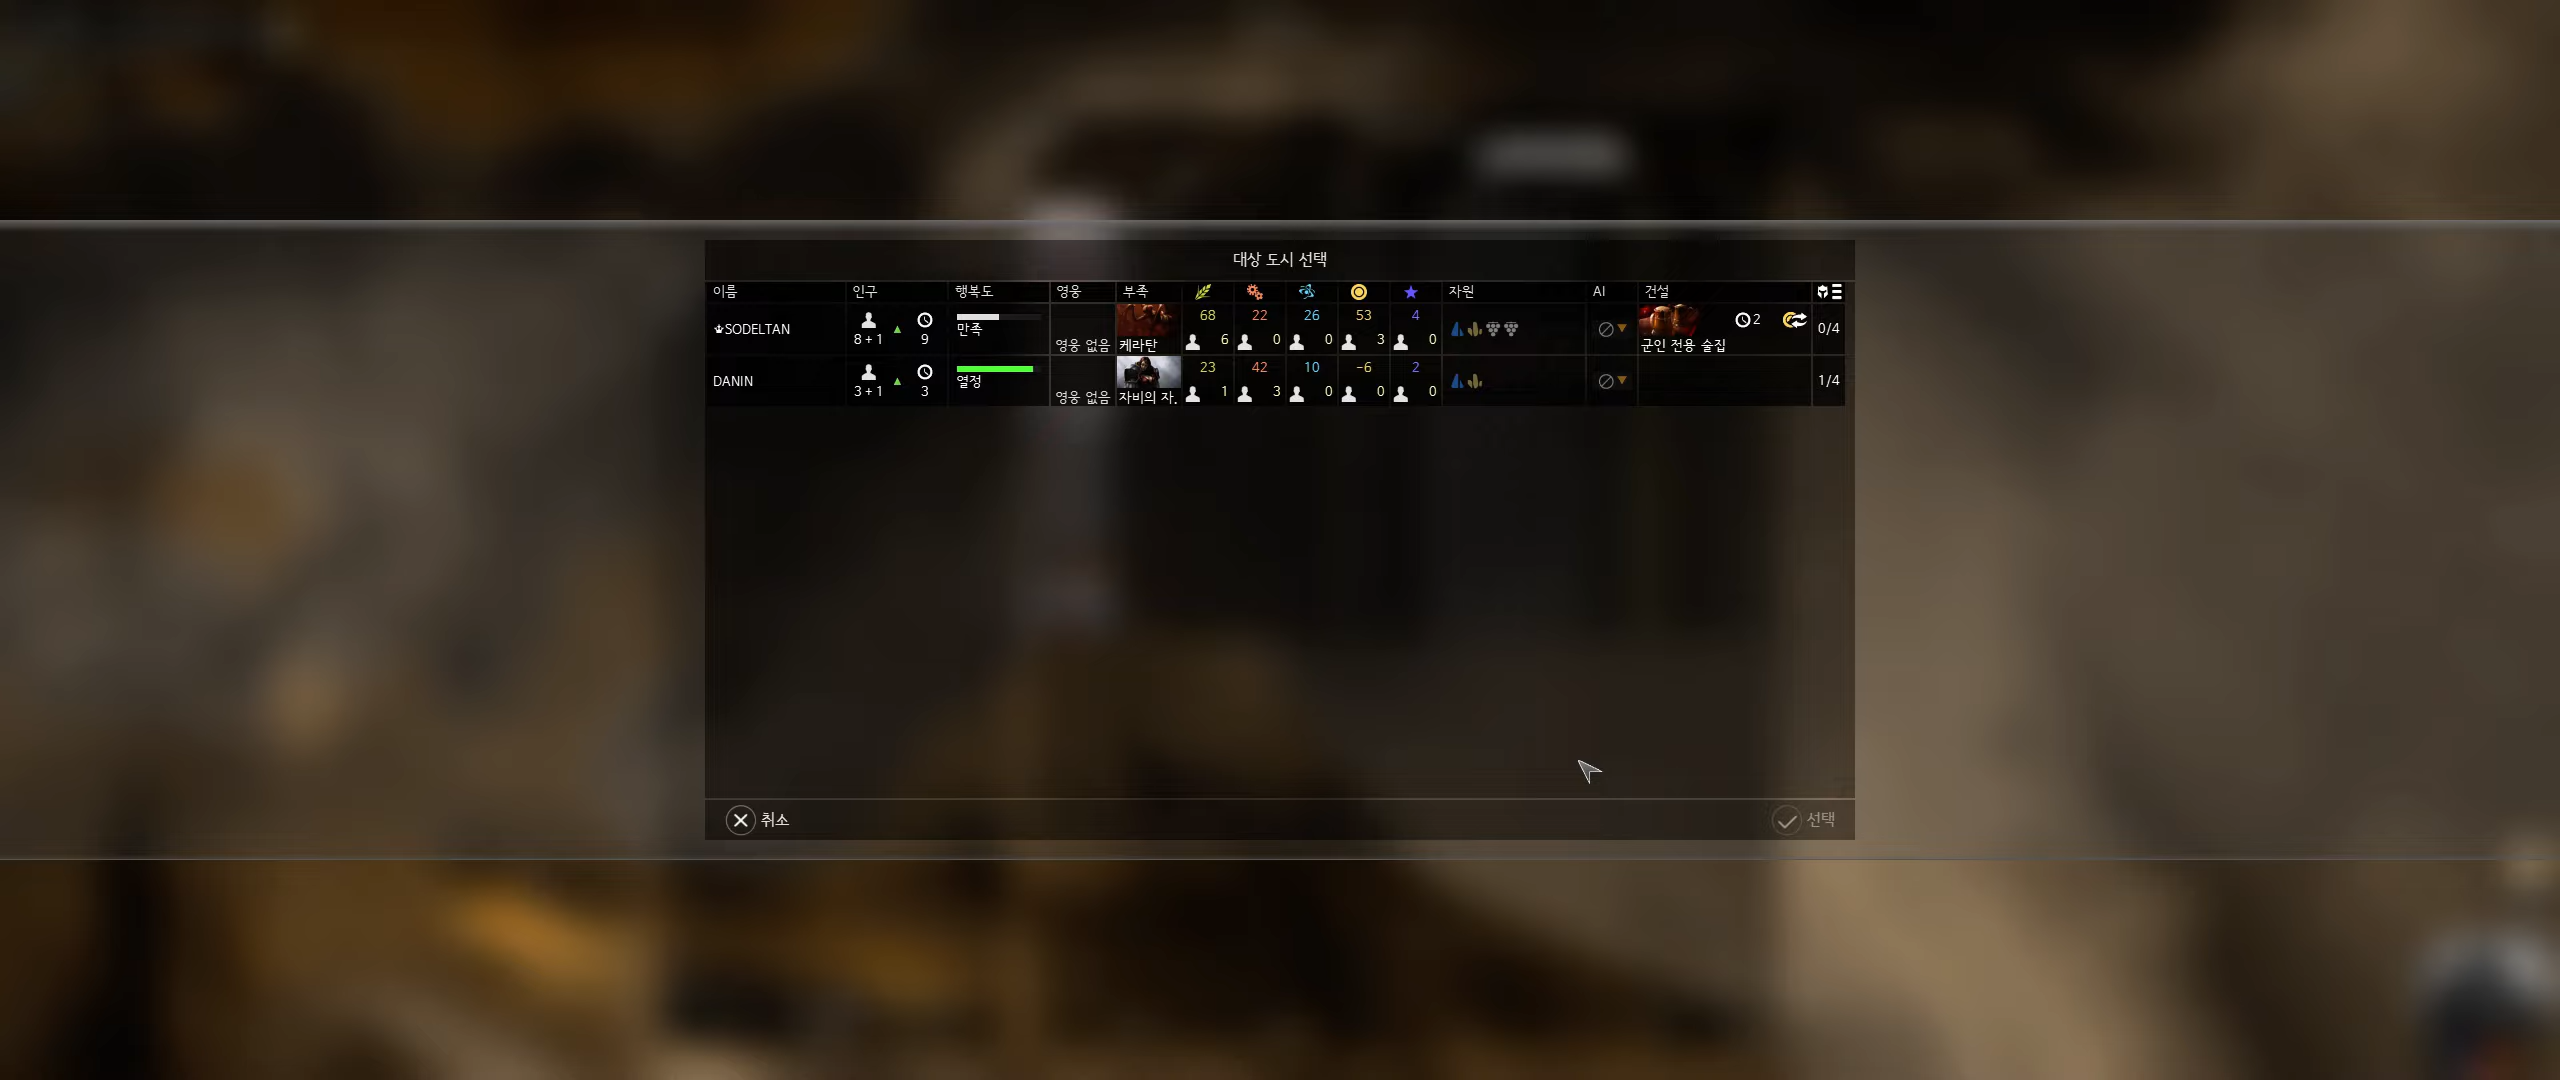 대상 도시 선택
이름 인구 행복도 영웅 부족 자원 AI 건설
SODELTAN 8+1 9 만족 영웅 없음 케라탄 68 6 22 0 26 0 53 3 4 0 군인 전용 술집 2 0/4
DANIN 3+1 3 열정 영웅 없음 자비의 자. 23 1 42 3 10 0 -6 0 2 0 1/4
취소 선택